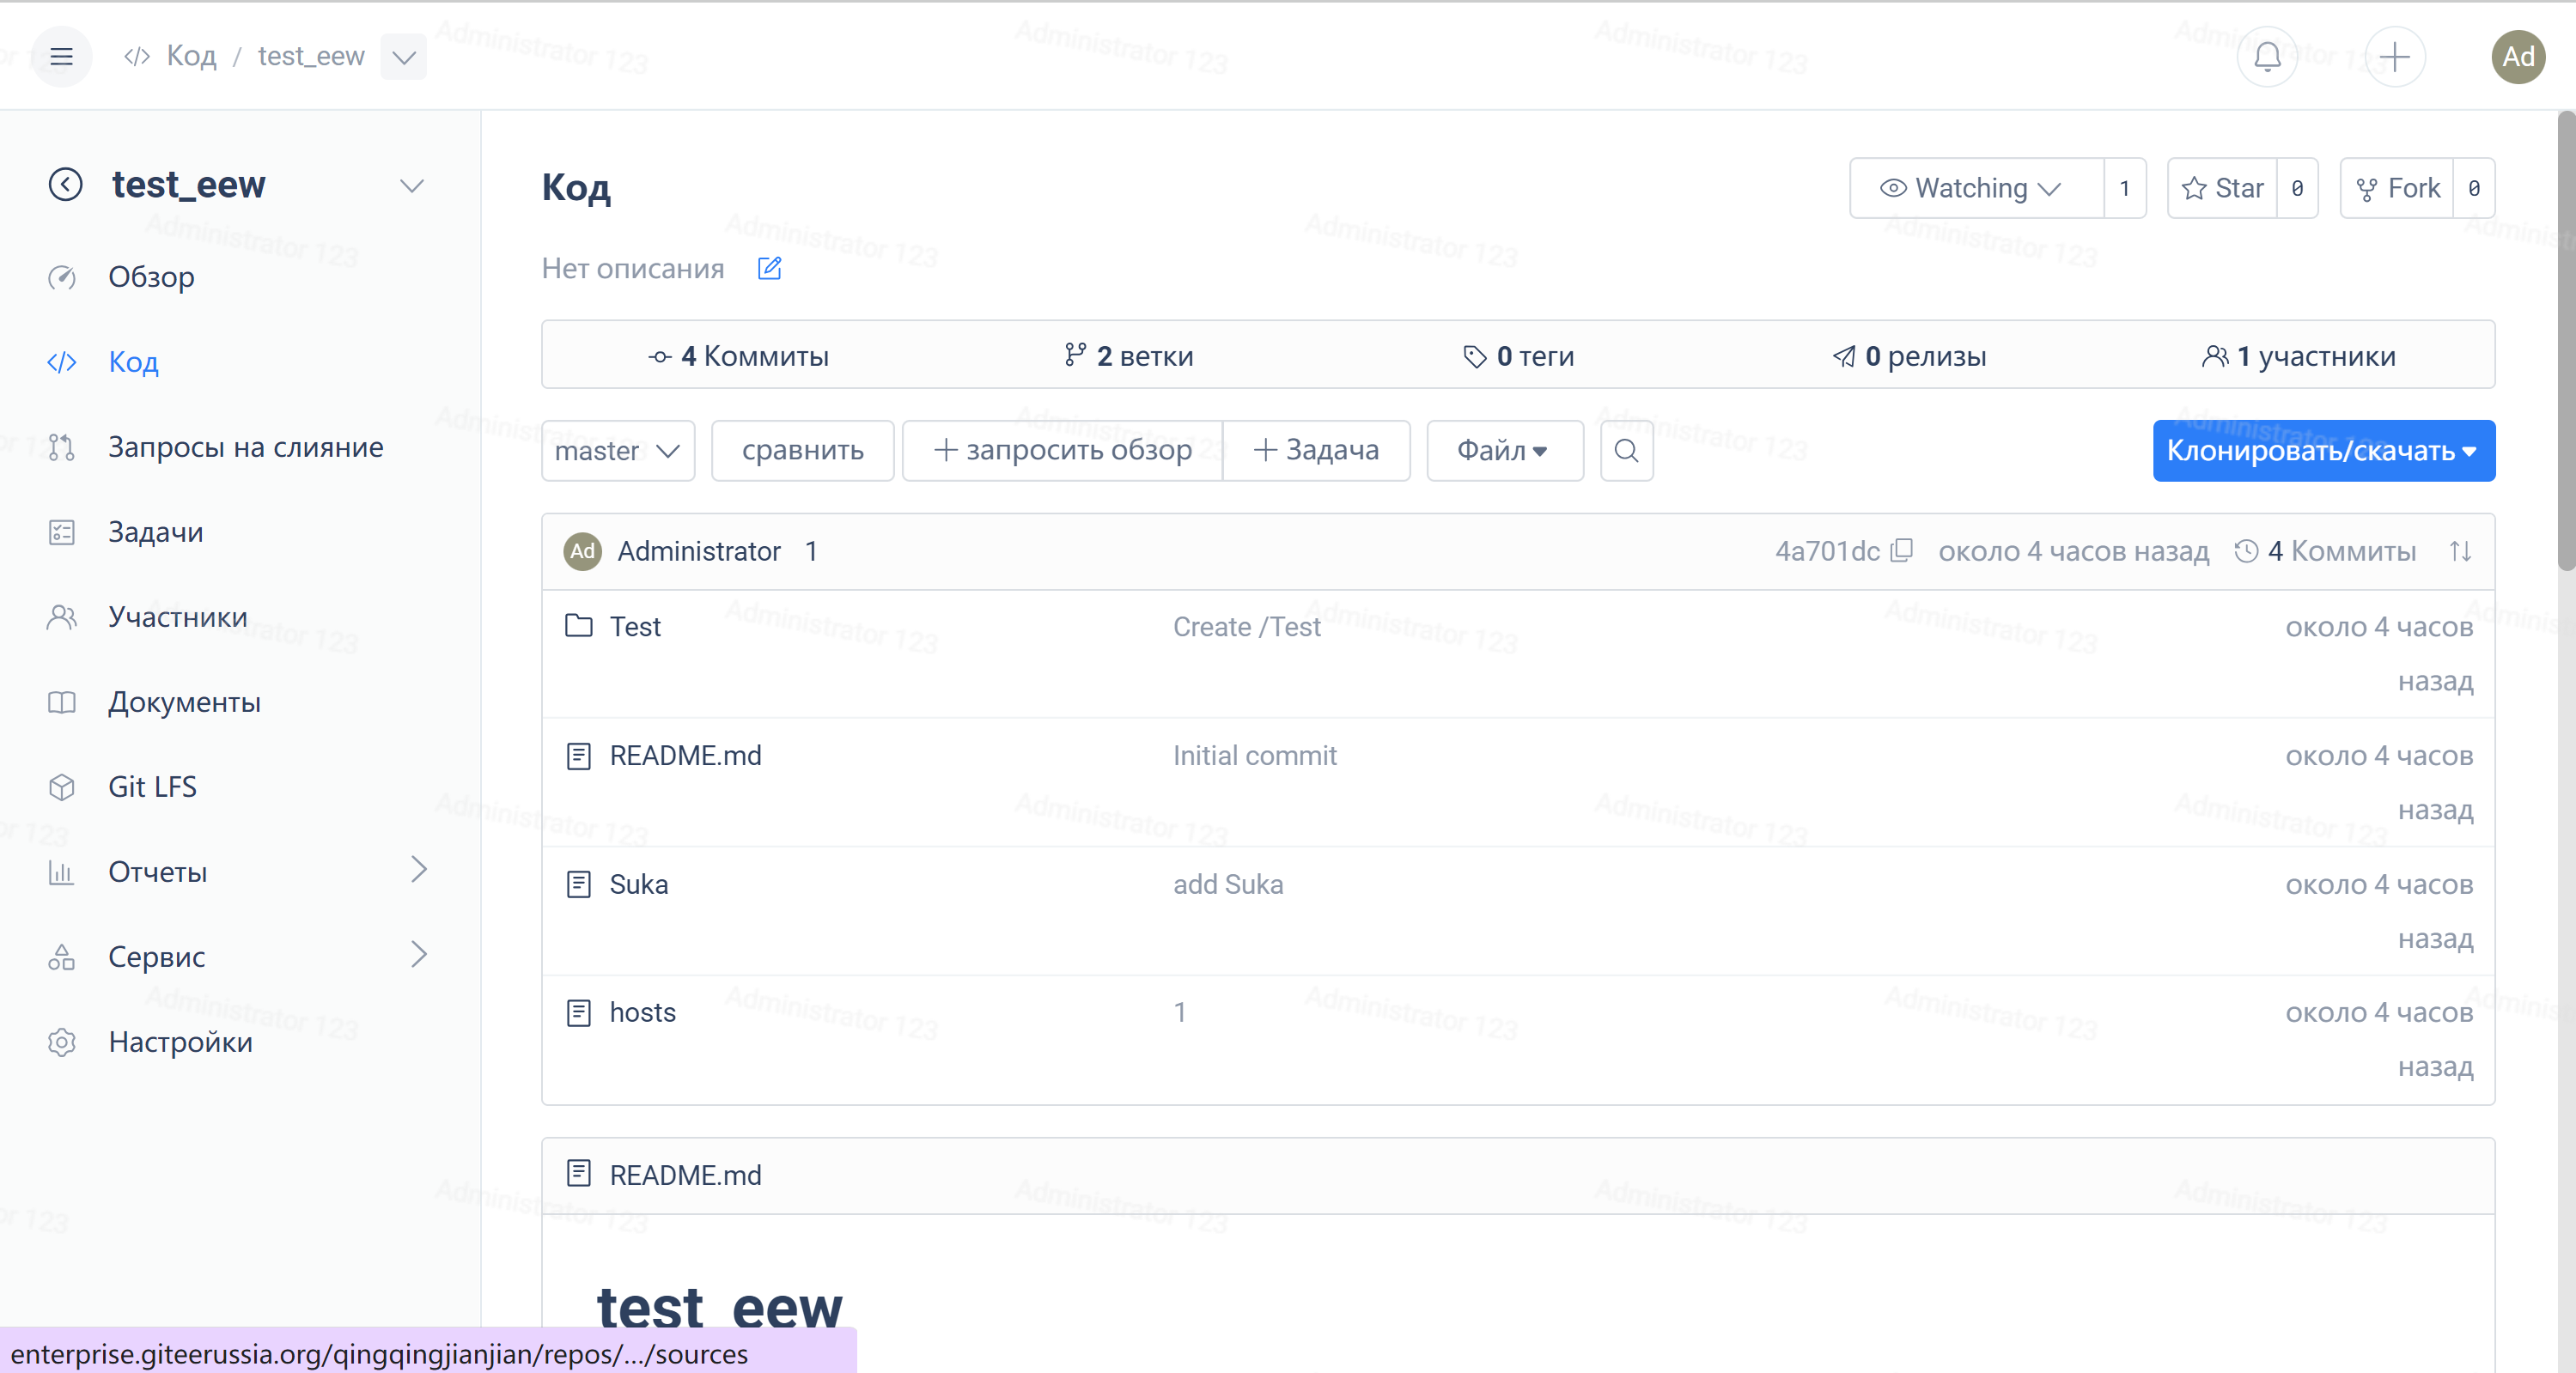 Код / test_eew
Ad
test_eew
Обзор
Код
Запросы на слияние
Задачи
Участники
Документы
Git LFS
Отчеты
Сервис
Настройки
Код
Watching 1
Star 0
Fork 0
Нет описания
4 Коммиты
2 ветки
0 теги
0 релизы
1 участники
master
сравнить
запросить обзор
Задача
Файл
Клонировать/скачать
Ad Administrator 1
4a701dc около 4 часов назад 4 Коммиты
Test Create /Test около 4 часов
назад
README.md Initial commit около 4 часов
назад
Suka add Suka около 4 часов
назад
hosts 1 около 4 часов
назад
README.md
test_eew
enterprise.giteerussia.org/qingqingjianjian/repos/.../sources
Administrator 123